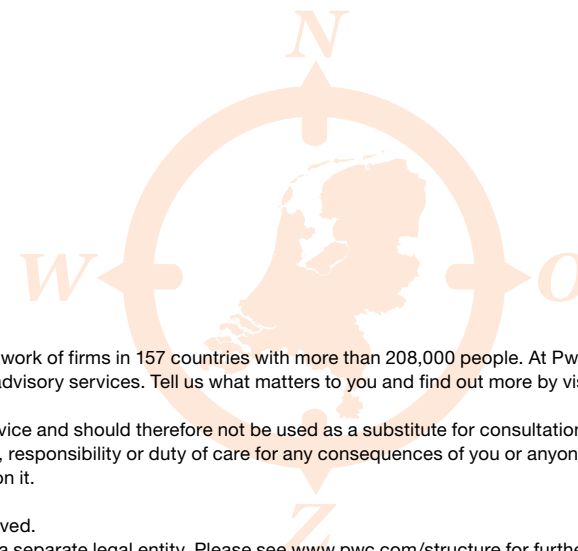 N
W
O
work of firms in 157 countries with more than 208,000 people. At Pw
advisory services. Tell us what matters to you and find out more by vis
vice and should therefore not be used as a substitute for consultation
, responsibility or duty of care for any consequences of you or anyon
on it.
ved.
Z
a separate legal entity. Please see www.pwc.com/structure for furthe